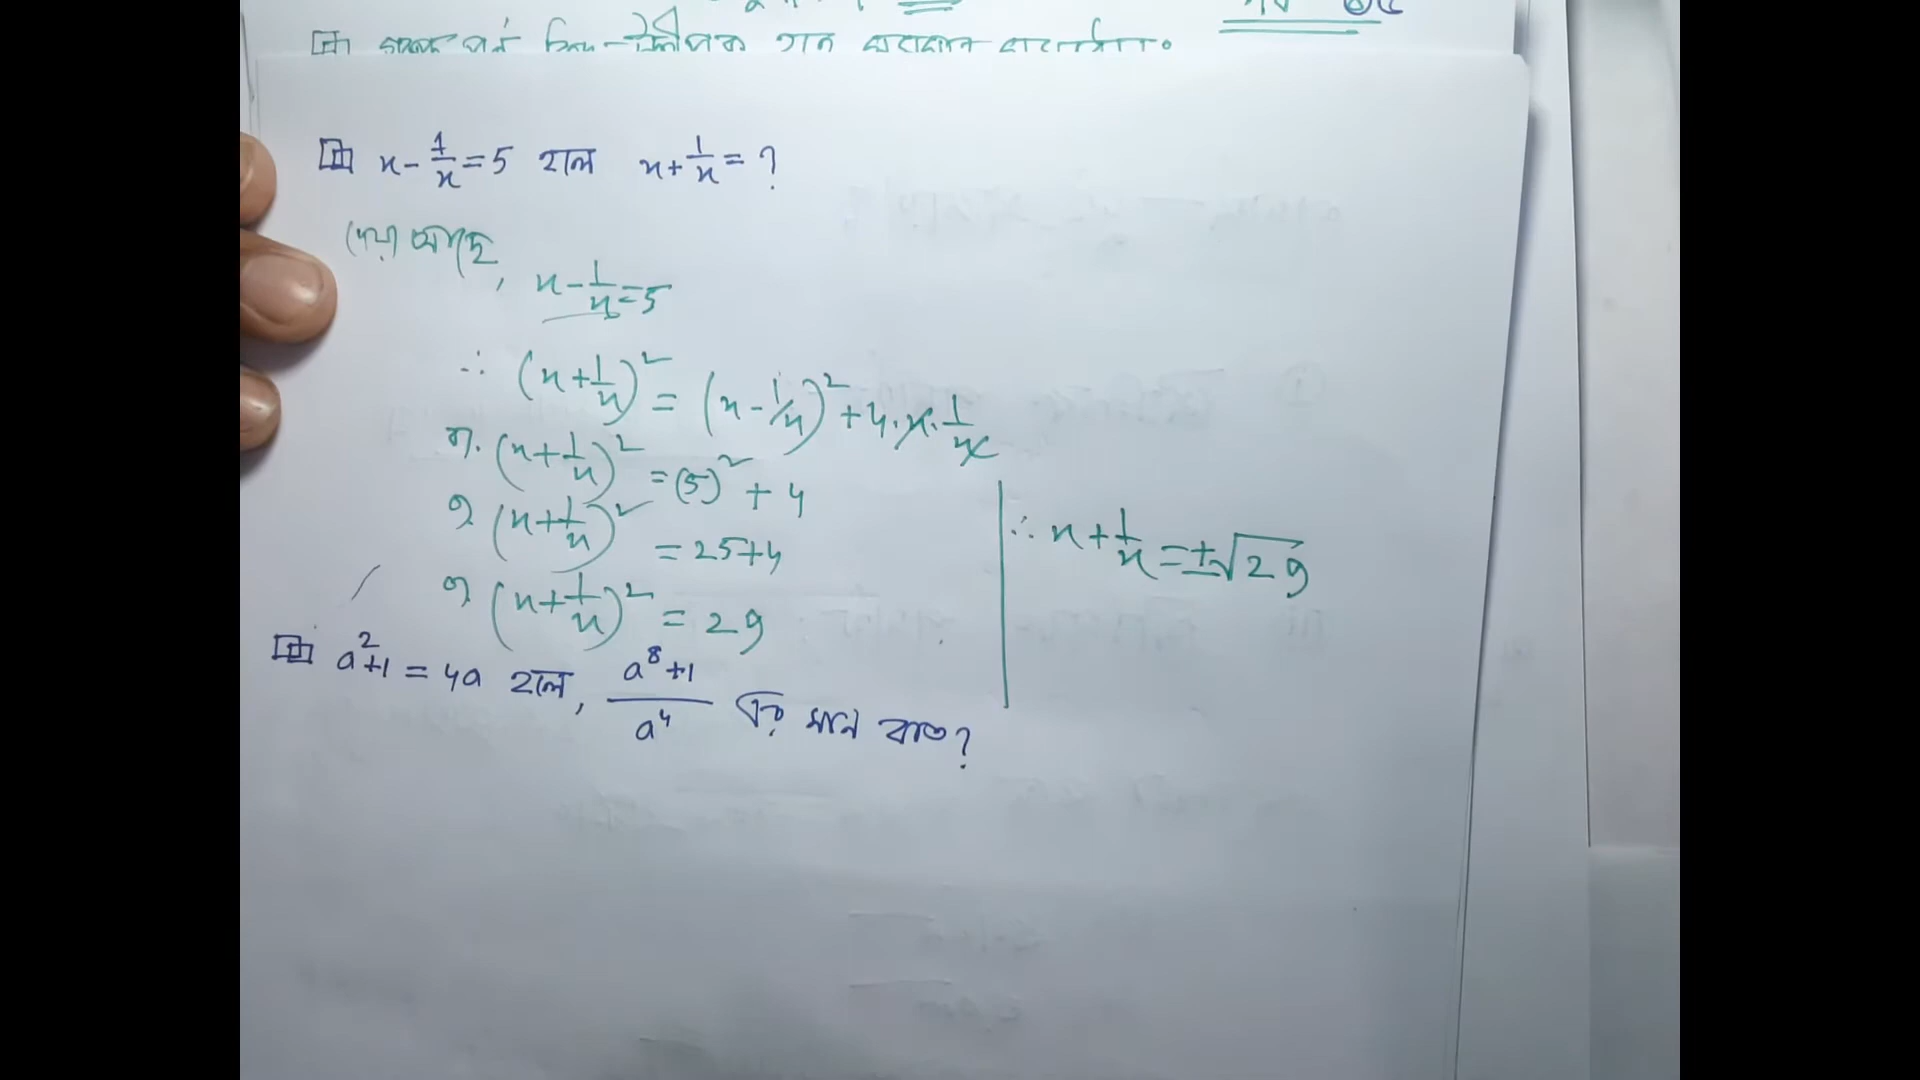 x - 1/x = 5 হলে x + 1/x = ?
দেয়া আছে, x - 1/x = 5
∴ (x + 1/x)² = (x - 1/x)² + 4.x.1/x
বা, (x + 1/x)² = (5)² + 4
বা (x + 1/x)² = 25+4
বা (x + 1/x)² = 29
∴ x + 1/x = ±√29
a²+1 = 4a হলে, a⁸+1/a⁴ এর মান কত?